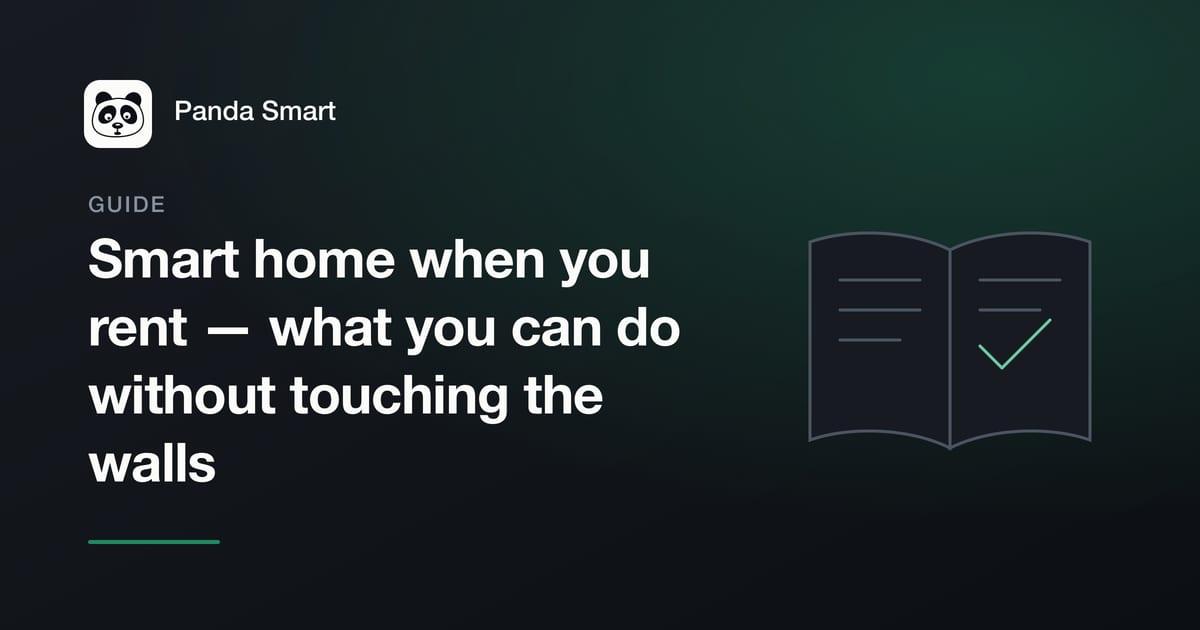 Panda Smart
GUIDE
Smart home when you
rent — what you can do
without touching the
walls